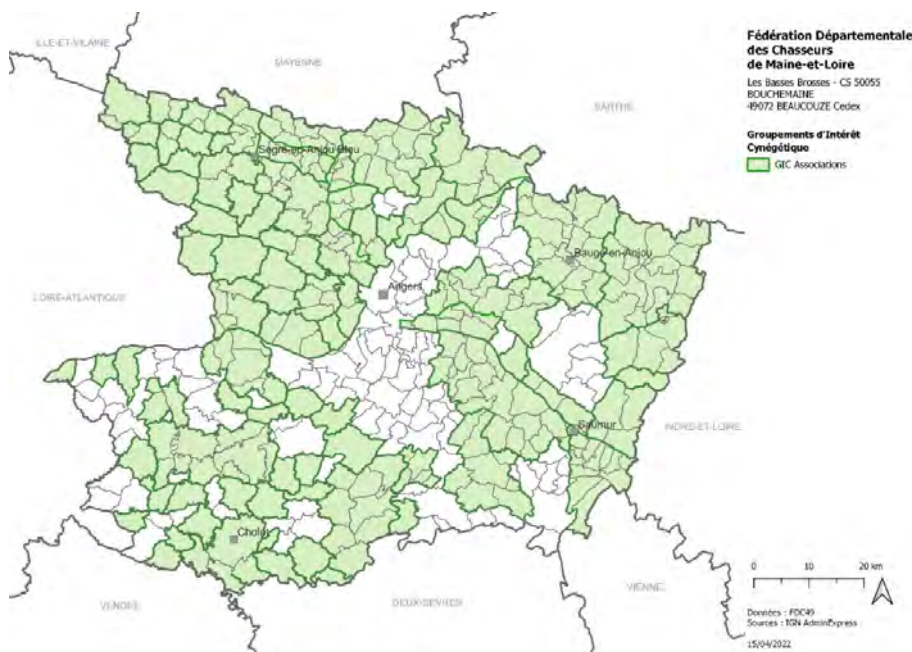 ILLE-ET-VILAINE
MAYENNE
SARTHE
Segré-en-Anjou Bleu
Baugé-en-Anjou
Angers
LOIRE-ATLANTIQUE
Saumur
INDRE-ET-LOIRE
Cholet
VENDÉE
DEUX-SÈVRES
VIENNE
Fédération Départementale
des Chasseurs
de Maine-et-Loire
Les Basses Brosses - CS 50055
BOUCHEMAINE
49072 BEAUCOUZE Cedex
Groupements d'Intérêt
Cynégétique
GIC Associations
0 10 20 km
Données : FDC49
Sources : IGN AdminExpress
15/04/2022